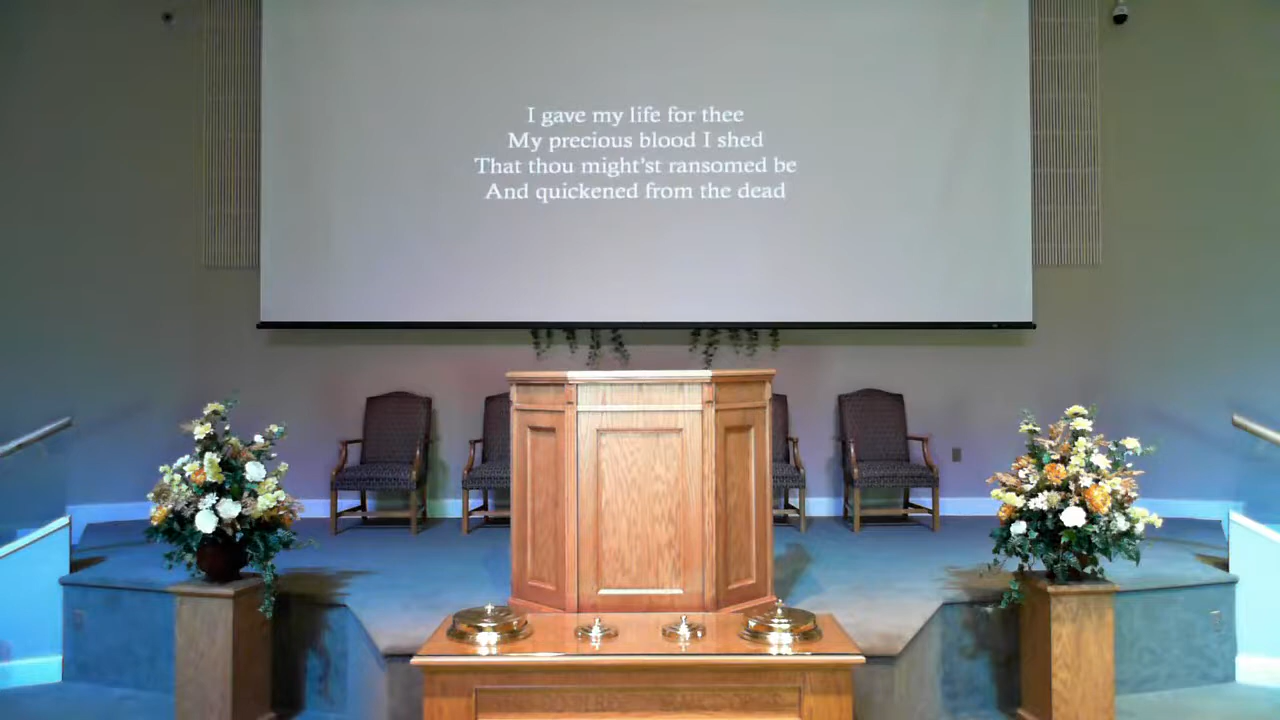 I gave my life for thee
My precious blood I shed
That thou might'st ransomed be
And quickened from the dead